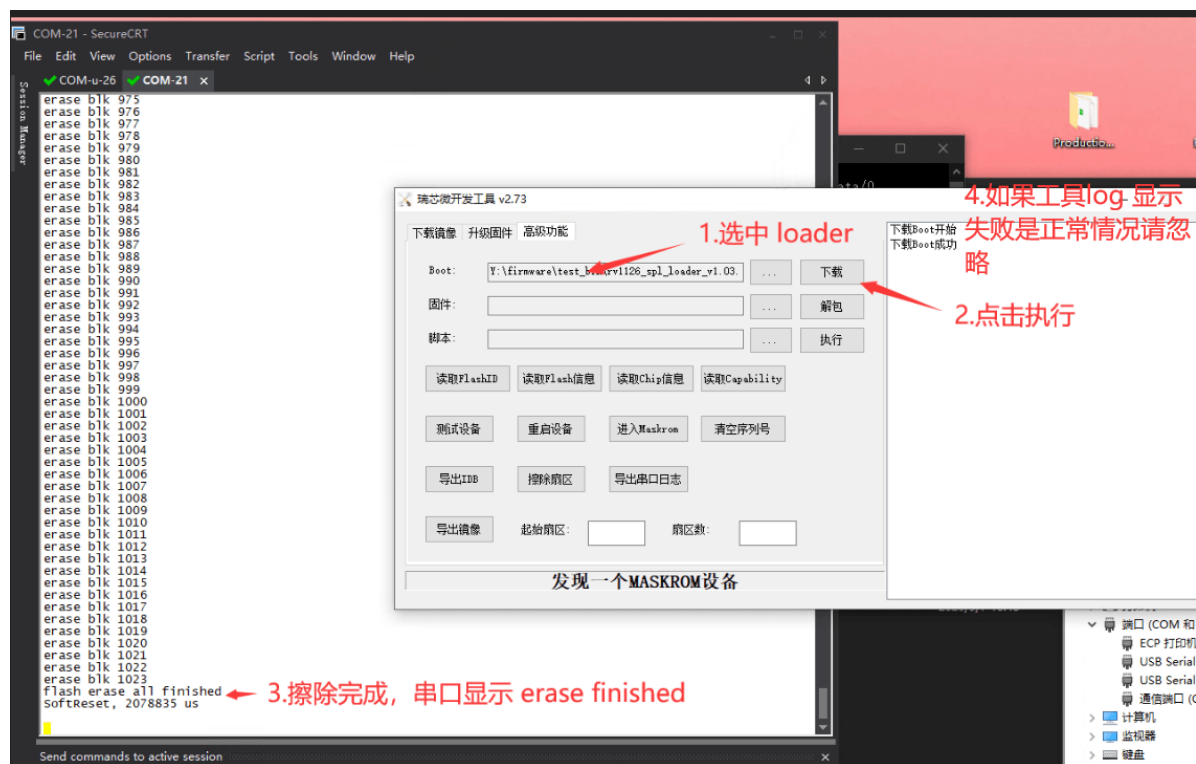 COM-21 - SecureCRT
File Edit View Options Transfer Script Tools Window Help
COM-u-26 COM-21
Session Manager
erase blk 975
erase blk 976
erase blk 977
erase blk 978
erase blk 979
erase blk 980
erase blk 981
erase blk 982
erase blk 983
erase blk 984
erase blk 985
erase blk 986
erase blk 987
erase blk 988
erase blk 989
erase blk 990
erase blk 991
erase blk 992
erase blk 993
erase blk 994
erase blk 995
erase blk 996
erase blk 997
erase blk 998
erase blk 999
erase blk 1000
erase blk 1001
erase blk 1002
erase blk 1003
erase blk 1004
erase blk 1005
erase blk 1006
erase blk 1007
erase blk 1008
erase blk 1009
erase blk 1010
erase blk 1011
erase blk 1012
erase blk 1013
erase blk 1014
erase blk 1015
erase blk 1016
erase blk 1017
erase blk 1018
erase blk 1019
erase blk 1020
erase blk 1021
erase blk 1022
erase blk 1023
flash erase all finished
SoftReset, 2078835 us
3.擦除完成，串口显示 erase finished
Send commands to active session
Productio...
瑞芯微开发工具 v2.73
下载镜像 升级固件 高级功能
1.选中 loader
Boot: ... 下载
固件: ... 解包
脚本: ... 执行
2.点击执行
读取FlashID 读取Flash信息 读取Chip信息 读取Capability
测试设备 重启设备 进入Maskrom 清空序列号
导出IDB 擦除扇区 导出串口日志
导出镜像 起始扇区: 扇区数:
发现一个MASKROM设备
下载Boot开始
下载Boot成功
4.如果工具log 显示
失败是正常情况请忽
略
端口 (COM 和
ECP 打印机
USB Serial
USB Serial
通信端口 (C
计算机
监视器
键盘